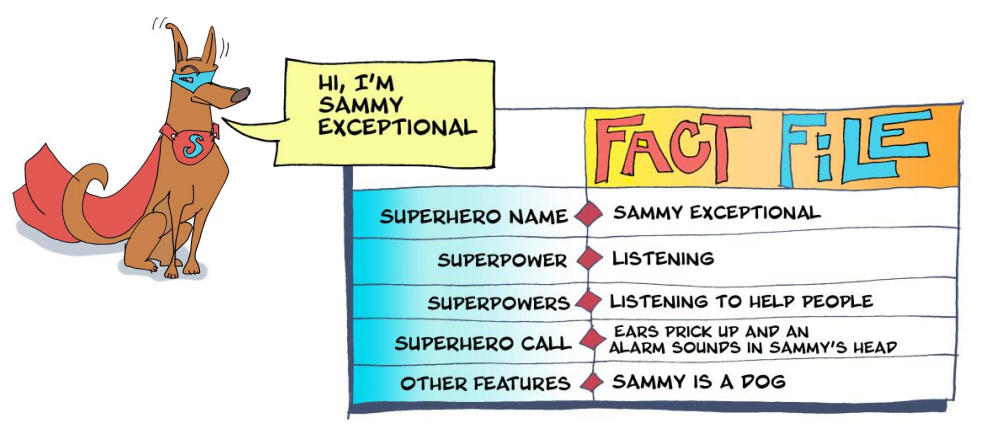 HI, I'M
SAMMY
EXCEPTIONAL
S
FACT FiLE
SUPERHERO NAME SAMMY EXCEPTIONAL
SUPERPOWER LISTENING
SUPERPOWERS LISTENING TO HELP PEOPLE
SUPERHERO CALL EARS PRICK UP AND AN
ALARM SOUNDS IN SAMMY'S HEAD
OTHER FEATURES SAMMY IS A DOG